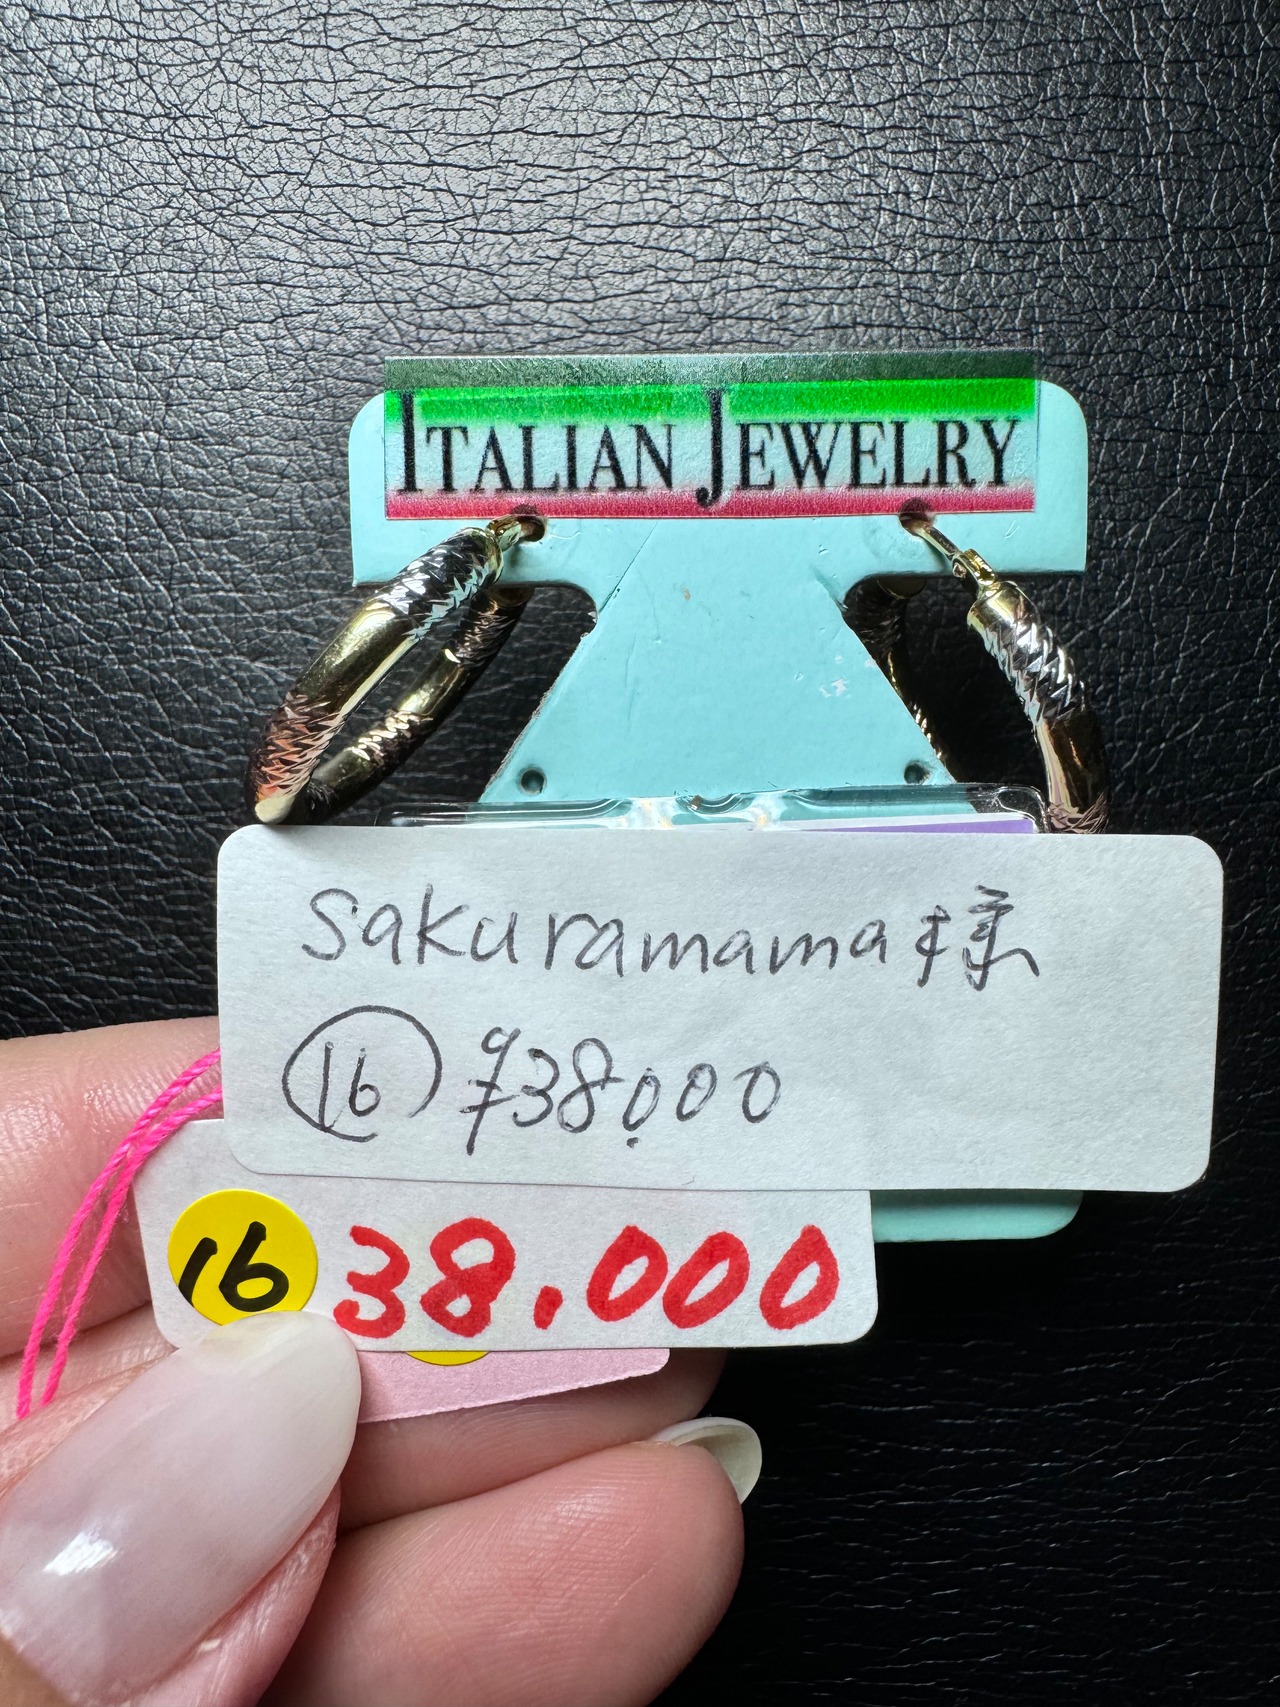 ITALIAN JEWELRY
sakuramama様
⑯ ¥38,000
16 38,000